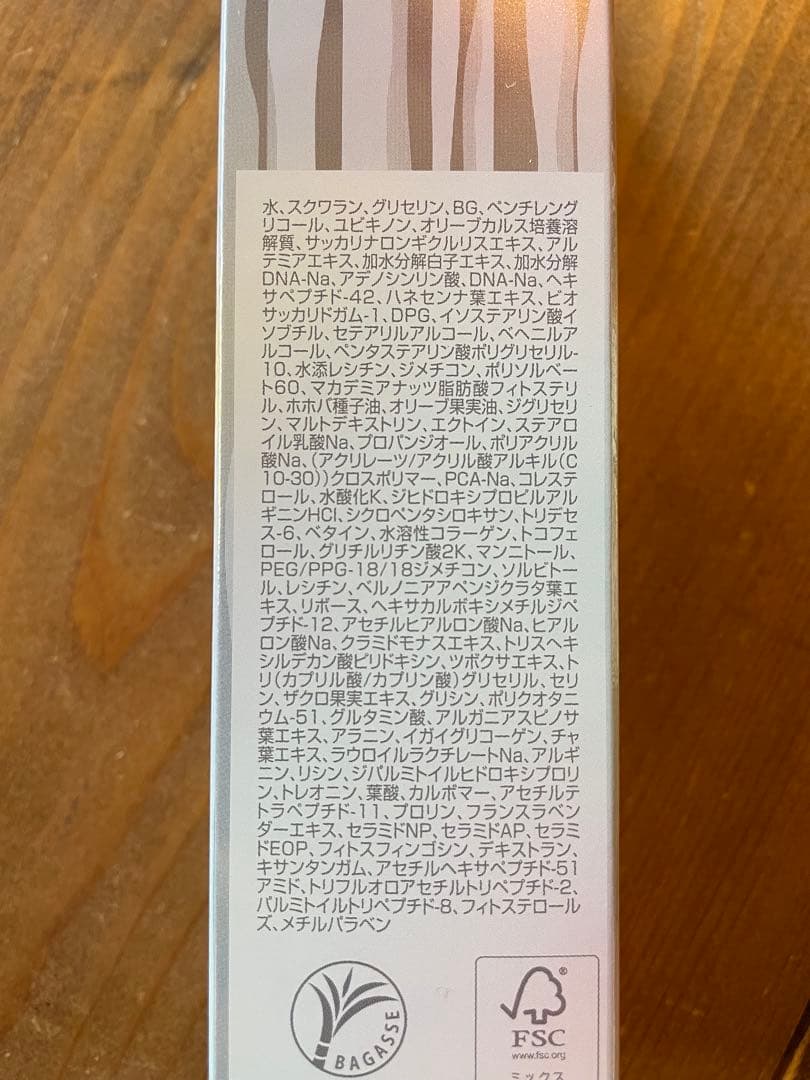 水、スクワラン、グリセリン、BG、ペンチレング
リコール、ユビキノン、オリーブカルス培養溶
解質、サッカリナロンギクルリスエキス、アル
テミアエキス、加水分解白子エキス、加水分解
DNA-Na、アデノシンリン酸、DNA-Na、ヘキ
サペプチド-42、ハネセンナ葉エキス、ビオ
サッカリドガム-1、DPG、イソステアリン酸イ
ソブチル、セテアリルアルコール、ベヘニルア
ルコール、ペンタステアリン酸ポリグリセリル-
10、水添レシチン、ジメチコン、ポリソルベー
ト60、マカデミアナッツ脂肪酸フィトステリ
ル、ホホバ種子油、オリーブ果実油、ジグリセリ
ン、マルトデキストリン、エクトイン、ステアロ
イル乳酸Na、プロパンジオール、ポリアクリル
酸Na、(アクリレーツ/アクリル酸アルキル(C
10-30))クロスポリマー、PCA-Na、コレステ
ロール、水酸化K、ジヒドロキシプロピルアル
ギニンHCl、シクロペンタシロキサン、トリデセ
ス-6、ベタイン、水溶性コラーゲン、トコフェ
ロール、グリチルリチン酸2K、マンニトール、
PEG/PPG-18/18ジメチコン、ソルビトー
ル、レシチン、ベルノニアアペンジクラタ葉エ
キス、リボース、ヘキサカルボキシメチルジペ
プチド-12、アセチルヒアルロン酸Na、ヒアル
ロン酸Na、クラミドモナスエキス、トリスヘキ
シルデカン酸ピリドキシン、ツボクサエキス、ト
リ(カプリル酸/カプリン酸)グリセリル、セリ
ン、ザクロ果実エキス、グリシン、ポリクオタニ
ウム-51、グルタミン酸、アルガニアスピノサ
葉エキス、アラニン、イガイグリコーゲン、チャ
葉エキス、ラウロイルラクチレートNa、アルギ
ニン、リシン、ジパルミトイルヒドロキシプロリ
ン、トレオニン、葉酸、カルボマー、アセチルテ
トラペプチド-11、プロリン、フランスラベン
ダーエキス、セラミドNP、セラミドAP、セラミ
ドEOP、フィトスフィンゴシン、デキストラン、
キサンタンガム、アセチルヘキサペプチド-51
アミド、トリフルオロアセチルトリペプチド-2、
パルミトイルトリペプチド-8、フィトステロール
ズ、メチルパラベン
BAGASSE
®
FSC
www.fsc.org
ミックス